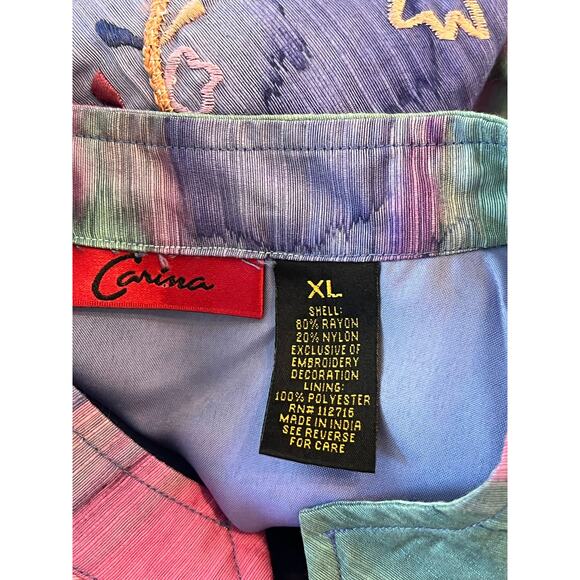 Carina
XL
SHELL:
80% RAYON
20% NYLON
EXCLUSIVE OF
EMBROIDERY
DECORATION
LINING:
100% POLYESTER
RN# 112716
MADE IN INDIA
SEE REVERSE
FOR CARE